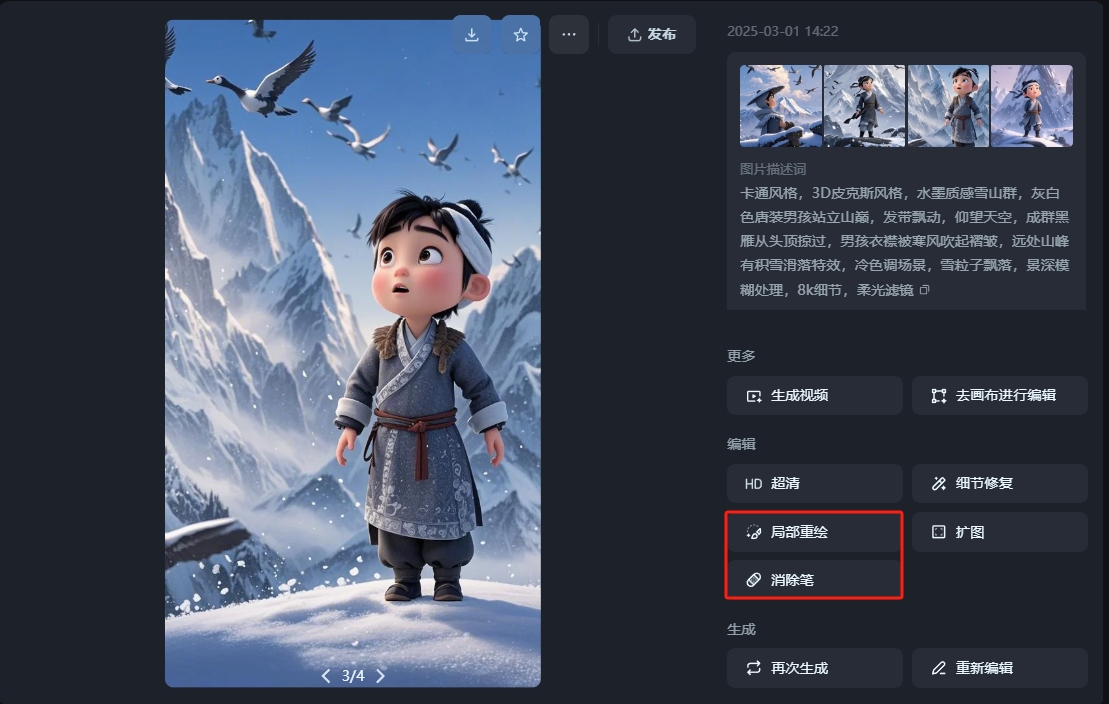 发布
2025-03-01 14:22
图片描述词
卡通风格，3D皮克斯风格，水墨质感雪山群，灰白
色唐装男孩站立山巅，发带飘动，仰望天空，成群黑
雁从头顶掠过，男孩衣襟被寒风吹起褶皱，远处山峰
有积雪滑落特效，冷色调场景，雪粒子飘落，景深模
糊处理，8k细节，柔光滤镜
更多
生成视频
去画布进行编辑
编辑
HD 超清
细节修复
局部重绘
扩图
消除笔
生成
再次生成
重新编辑
3/4